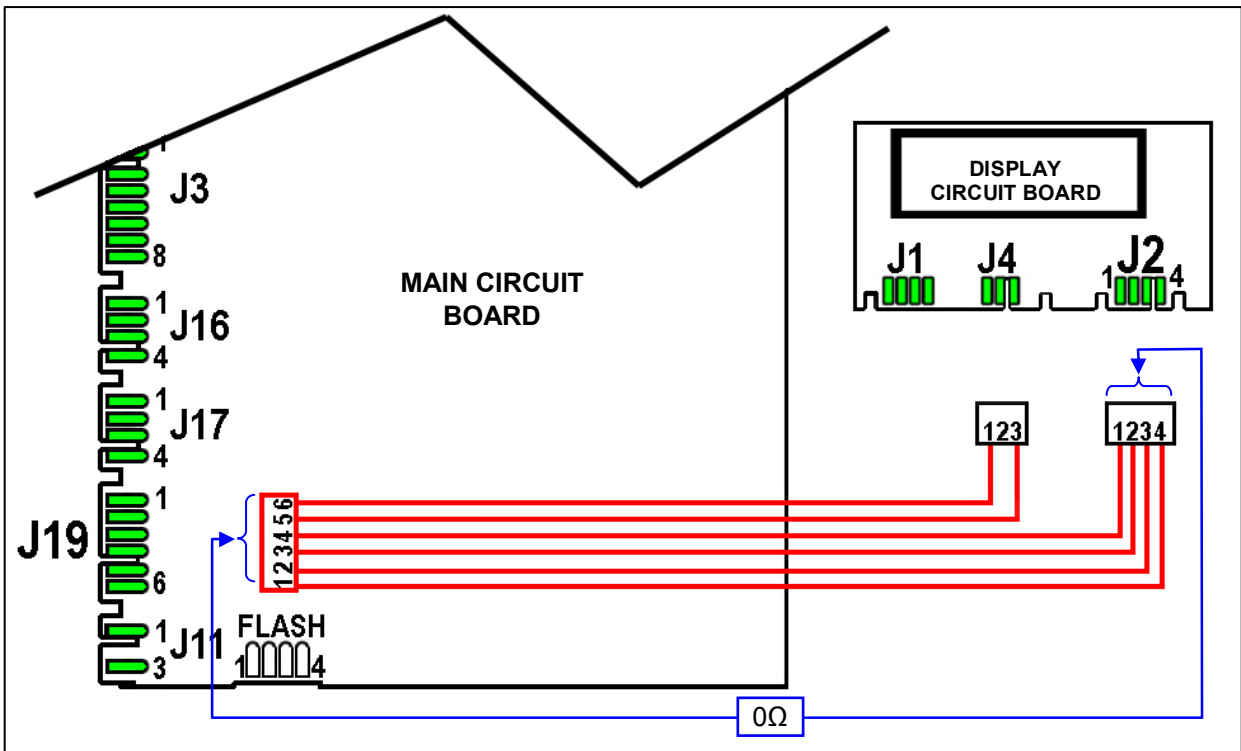 1
J3
8
MAIN CIRCUIT
BOARD
1
J16
4
1
J17
4
1
J19
6
1
J11
3
FLASH
1 4
123456
DISPLAY
CIRCUIT BOARD
J1
J4
1 J2 4
123
1234
0Ω